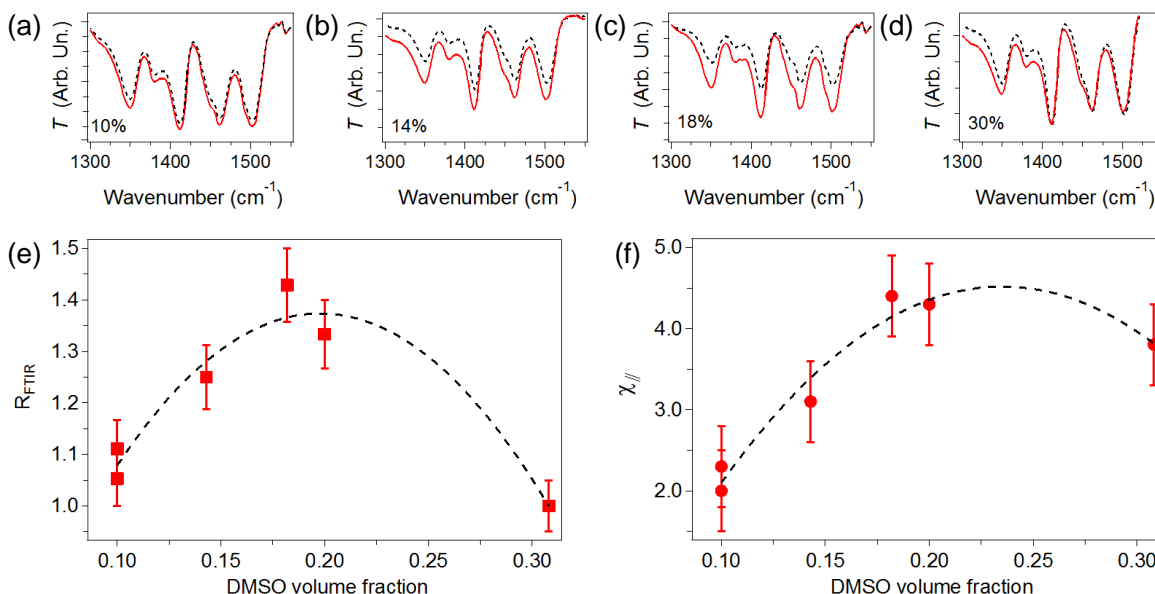 (a)
T (Arb. Un.)
10%
1300 1400 1500
Wavenumber (cm-1)
(b)
T (Arb. Un.)
14%
1300 1400 1500
Wavenumber (cm-1)
(c)
T (Arb. Un.)
18%
1300 1400 1500
Wavenumber (cm-1)
(d)
T (Arb. Un.)
30%
1300 1400 1500
Wavenumber (cm-1)
(e)
RFTIR
1.5
1.4
1.3
1.2
1.1
1.0
0.10 0.15 0.20 0.25 0.30
DMSO volume fraction
(f)
χ//
5.0
4.0
3.0
2.0
0.10 0.15 0.20 0.25 0.30
DMSO volume fraction